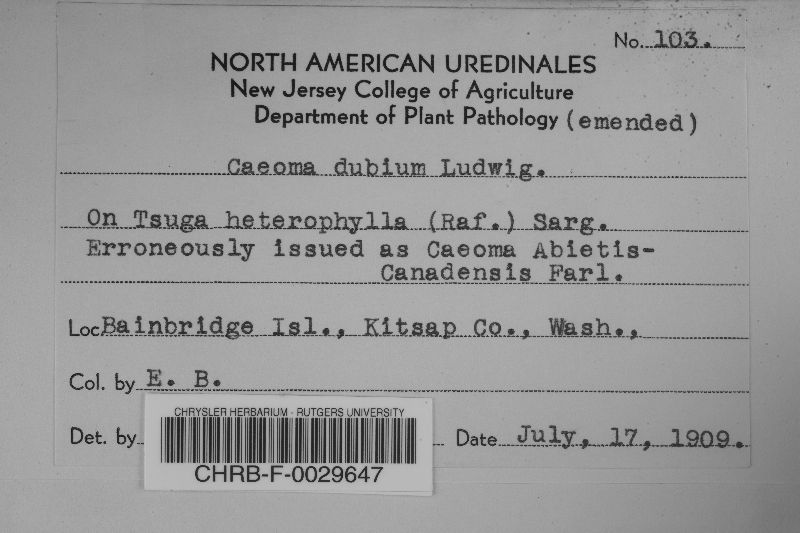 No. 103.
NORTH AMERICAN UREDINALES
New Jersey College of Agriculture
Department of Plant Pathology (emended)
Caeoma dubium Ludwig.
On Tsuga heterophylla (Raf.) Sarg.
Erroneously issued as Caeoma Abietis-
Canadensis Farl.
Loc Bainbridge Isl., Kitsap Co., Wash.,
Col. by E. B.
Det. by Date July, 17, 1909.
CHRYSLER HERBARIUM - RUTGERS UNIVERSITY
CHRB-F-0029647